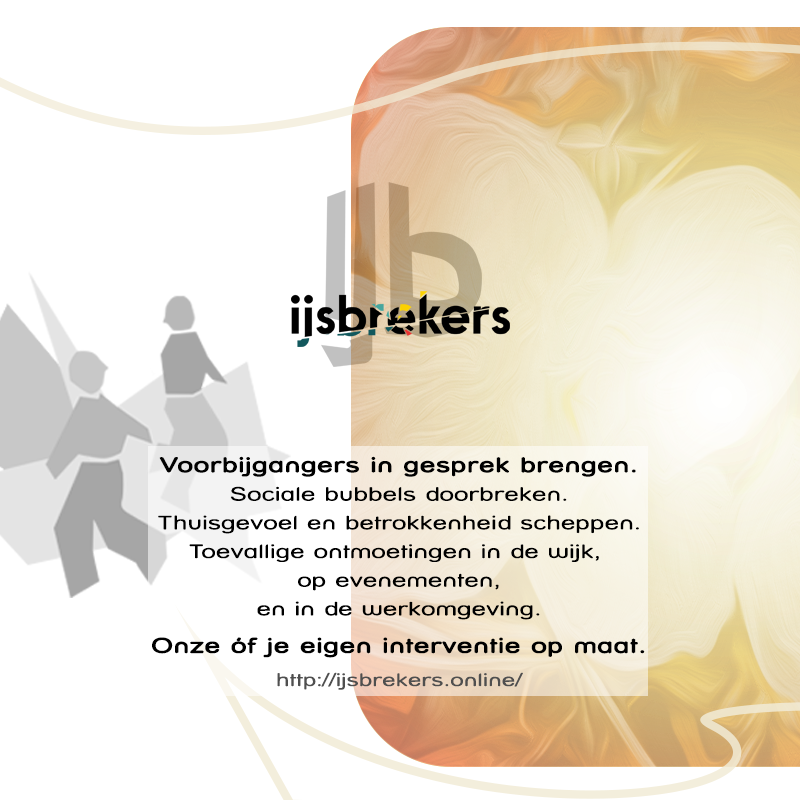 IJb
ijsbrekers
Voorbijgangers in gesprek brengen.
Sociale bubbels doorbreken.
Thuisgevoel en betrokkenheid scheppen.
Toevallige ontmoetingen in de wijk,
op evenementen,
en in de werkomgeving.
Onze óf je eigen interventie op maat.
http://ijsbrekers.online/